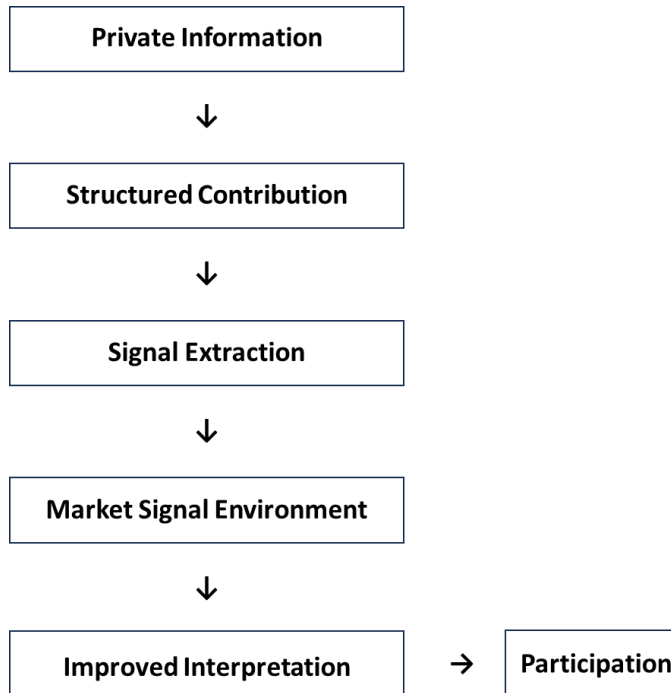 Private Information
↓
Structured Contribution
↓
Signal Extraction
↓
Market Signal Environment
↓
Improved Interpretation → Participation